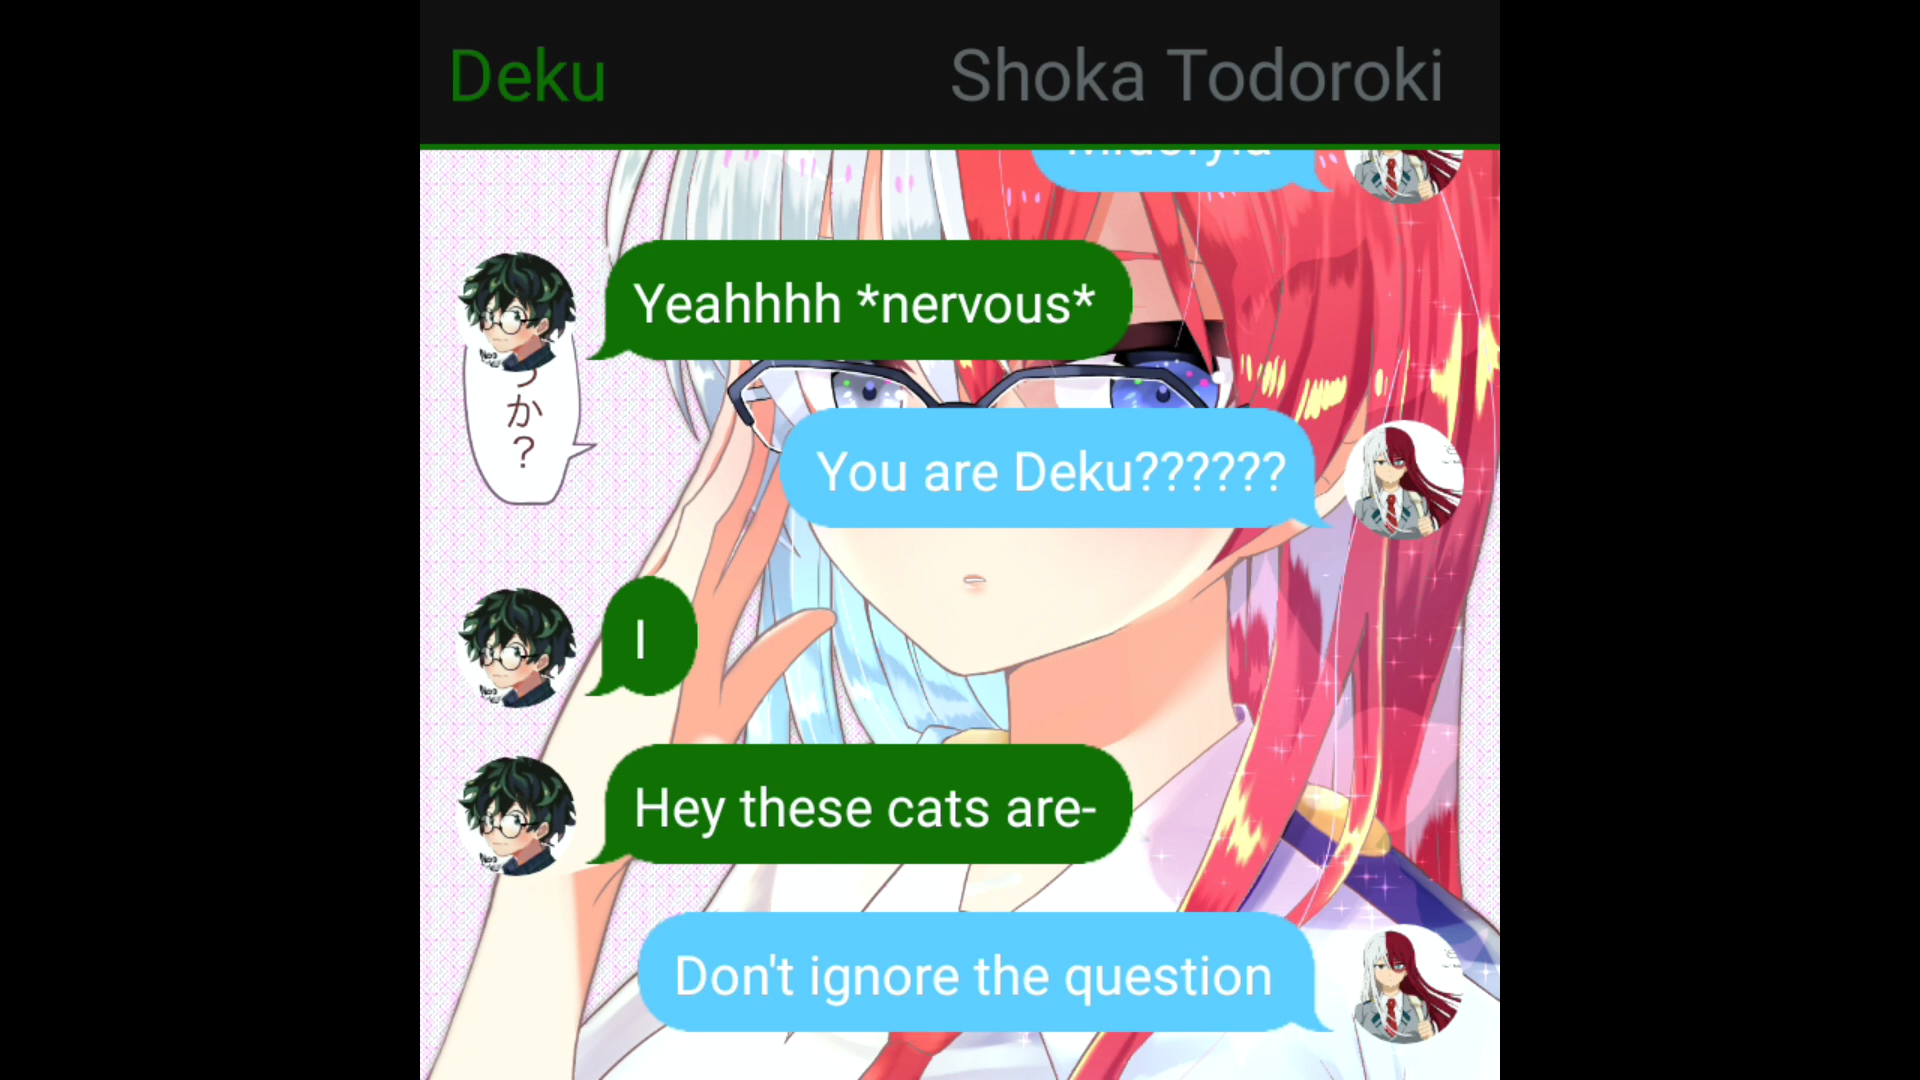 Deku
Shoka Todoroki
Yeahhhh *nervous*
か
?
You are Deku??????
I
Hey these cats are-
Don't ignore the question